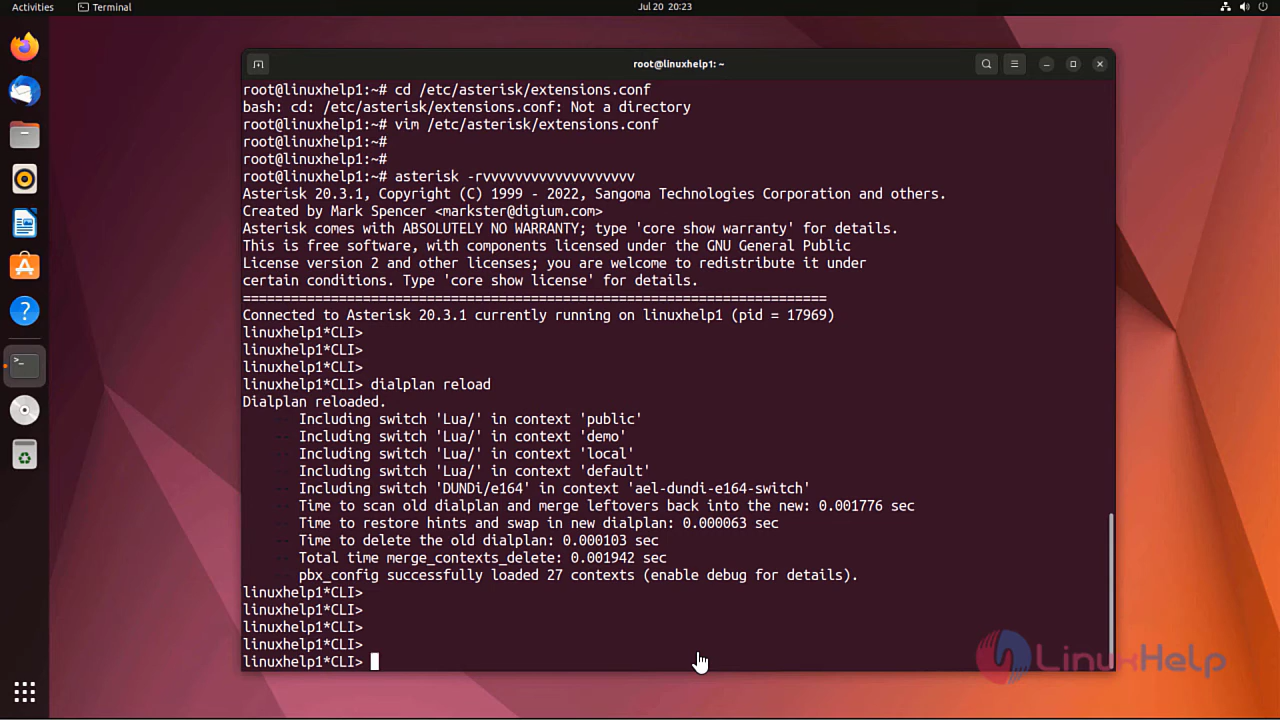 Activities
Terminal
Jul 20 20:23
root@linuxhelp1: ~
root@linuxhelp1:~# cd /etc/asterisk/extensions.conf
bash: cd: /etc/asterisk/extensions.conf: Not a directory
root@linuxhelp1:~# vim /etc/asterisk/extensions.conf
root@linuxhelp1:~#
root@linuxhelp1:~#
root@linuxhelp1:~# asterisk -rvvvvvvvvvvvvvvvvvvv
Asterisk 20.3.1, Copyright (C) 1999 - 2022, Sangoma Technologies Corporation and others.
Created by Mark Spencer <markster@digium.com>
Asterisk comes with ABSOLUTELY NO WARRANTY; type 'core show warranty' for details.
This is free software, with components licensed under the GNU General Public
License version 2 and other licenses; you are welcome to redistribute it under
certain conditions. Type 'core show license' for details.
=========================================================================
Connected to Asterisk 20.3.1 currently running on linuxhelp1 (pid = 17969)
linuxhelp1*CLI>
linuxhelp1*CLI>
linuxhelp1*CLI>
linuxhelp1*CLI> dialplan reload
Dialplan reloaded.
-- Including switch 'Lua/' in context 'public'
-- Including switch 'Lua/' in context 'demo'
-- Including switch 'Lua/' in context 'local'
-- Including switch 'Lua/' in context 'default'
-- Including switch 'DUNDi/e164' in context 'ael-dundi-e164-switch'
-- Time to scan old dialplan and merge leftovers back into the new: 0.001776 sec
-- Time to restore hints and swap in new dialplan: 0.000063 sec
-- Time to delete the old dialplan: 0.000103 sec
-- Total time merge_contexts_delete: 0.001942 sec
-- pbx_config successfully loaded 27 contexts (enable debug for details).
linuxhelp1*CLI>
linuxhelp1*CLI>
linuxhelp1*CLI>
linuxhelp1*CLI>
linuxhelp1*CLI>
LinuxHelp